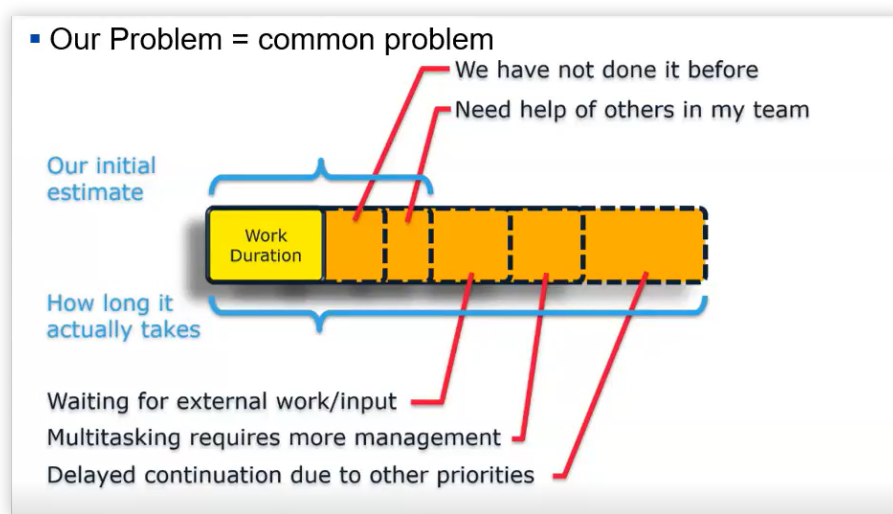 ▪ Our Problem = common problem
We have not done it before
Need help of others in my team
Our initial
estimate
Work
Duration
How long it
actually takes
Waiting for external work/input
Multitasking requires more management
Delayed continuation due to other priorities